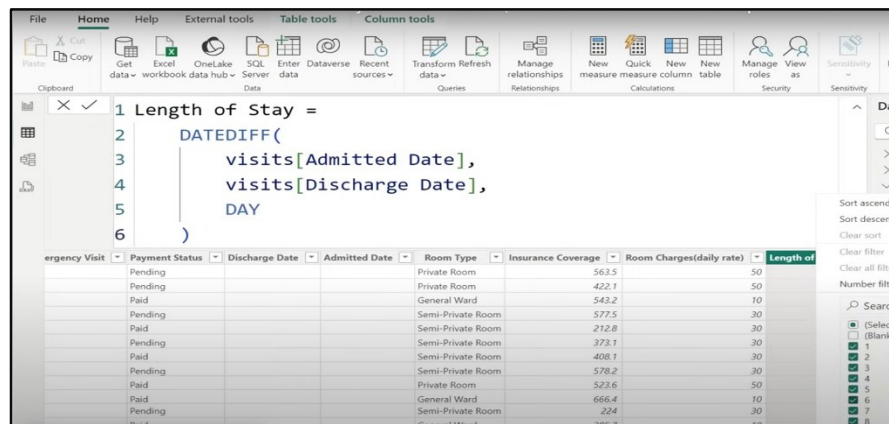 File Home Help External tools Table tools Column tools
Paste Cut Copy Get data Excel workbook OneLake data hub SQL Server Enter data Dataverse Recent sources Transform data Refresh Manage relationships New measure Quick measure New column New table Manage roles View as Sensitivity
Clipboard Data Queries Relationships Calculations Security Sensitivity
1 Length of Stay =
2 DATEDIFF(
3 visits[Admitted Date],
4 visits[Discharge Date],
5 DAY
6 )
Sort ascend
Sort descen
Clear sort
Clear filter
Clear all filt
Number filt
Searc
(Selec
(Blank
1
2
3
4
5
6
7
8
ergency Visit Payment Status Discharge Date Admitted Date Room Type Insurance Coverage Room Charges(daily rate) Length of
Pending Private Room 563.5 50
Pending Private Room 422.1 50
Paid General Ward 543.2 10
Pending Semi-Private Room 577.5 30
Paid Semi-Private Room 212.8 30
Pending Semi-Private Room 373.1 30
Paid Semi-Private Room 408.1 30
Pending Semi-Private Room 578.2 30
Paid Private Room 523.6 50
Paid General Ward 666.4 10
Pending Semi-Private Room 224 30